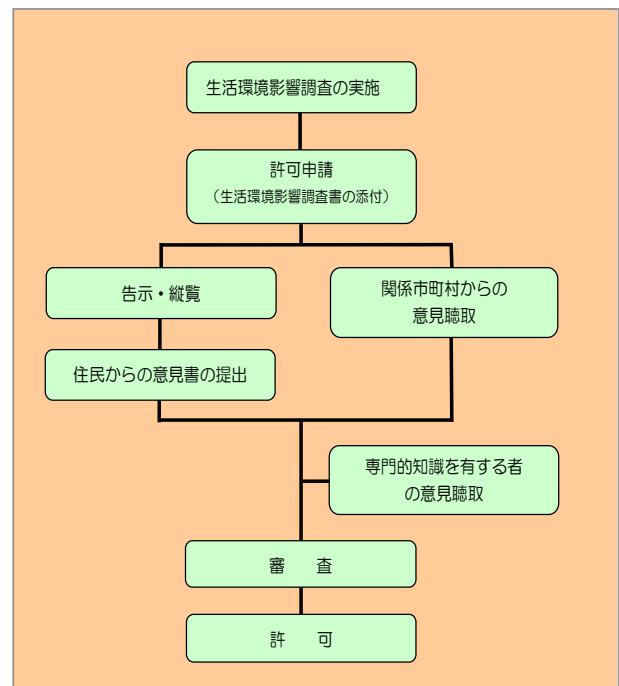 生活環境影響調査の実施
許可申請
（生活環境影響調査書の添付）
告示・縦覧
関係市町村からの
意見聴取
住民からの意見書の提出
専門的知識を有する者
の意見聴取
審　　査
許　　可